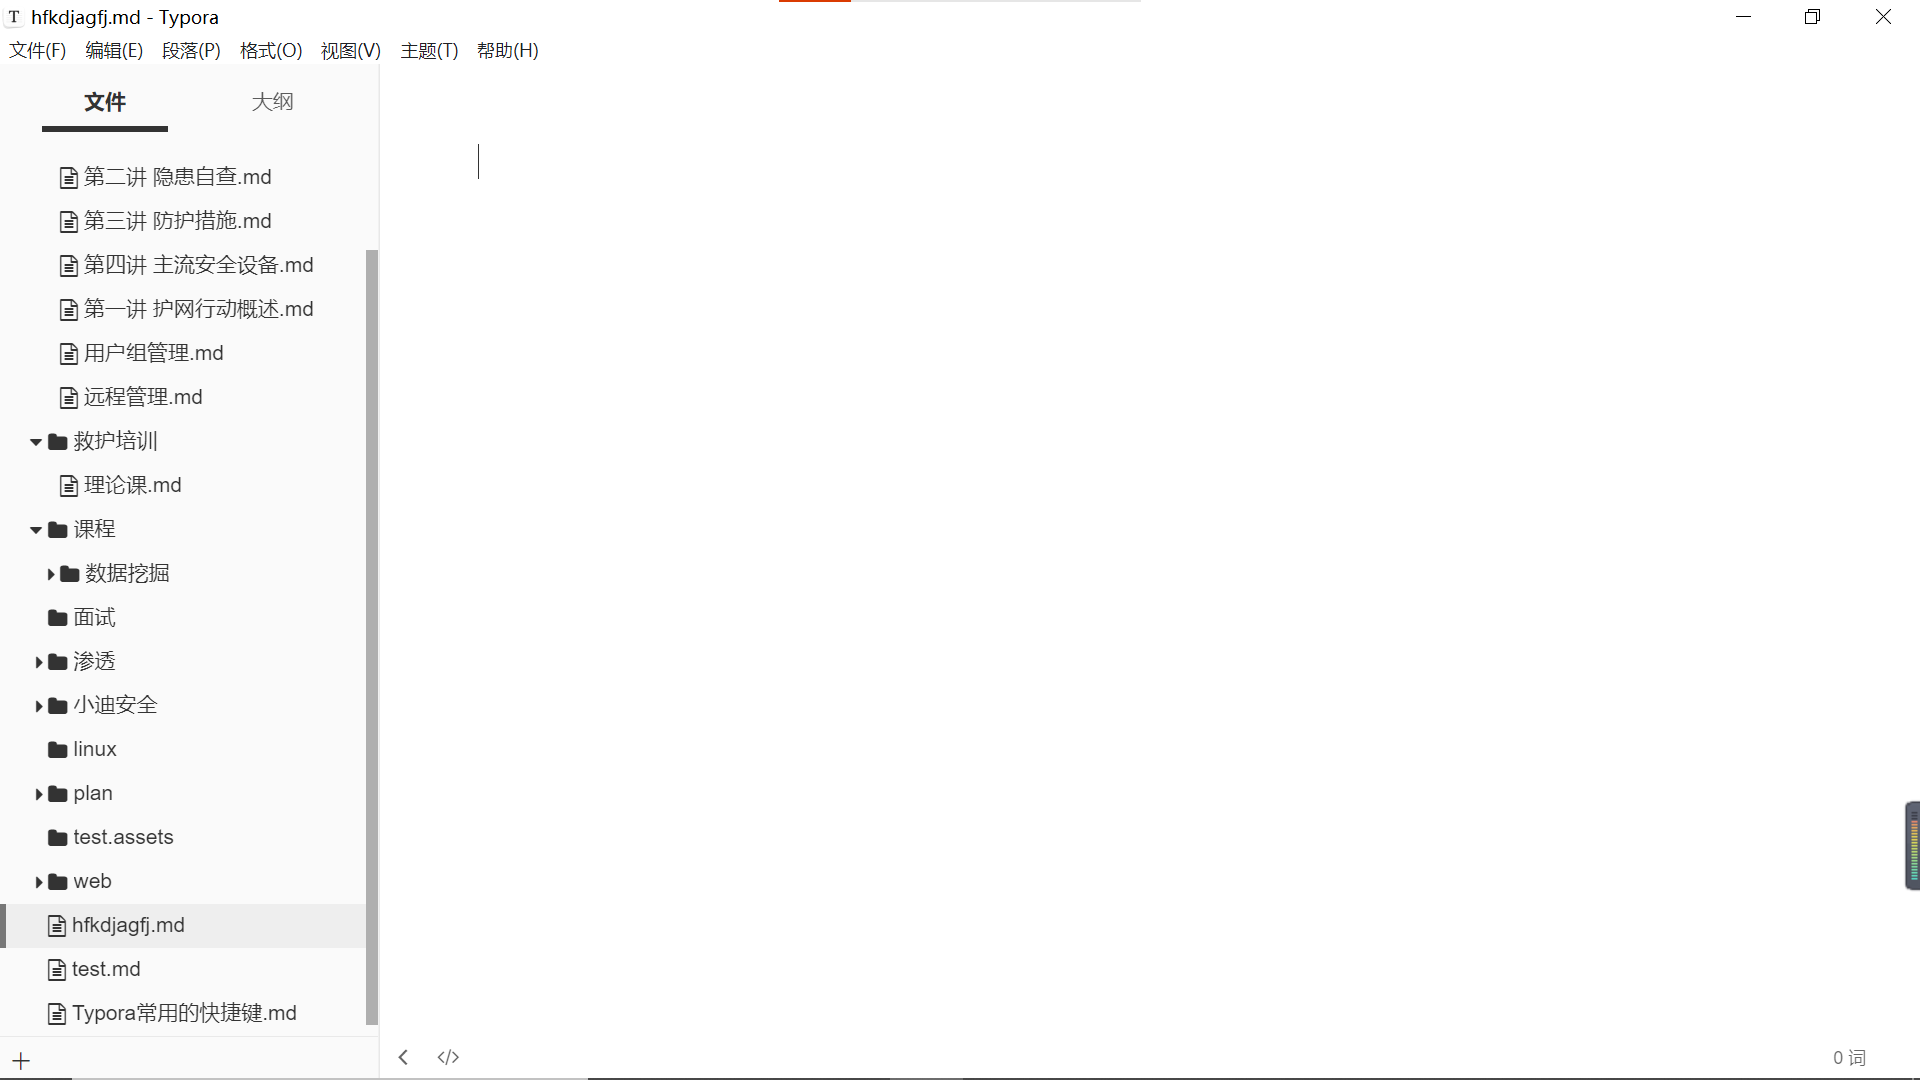 hfkdjagfj.md - Typora
文件(F) 编辑(E) 段落(P) 格式(O) 视图(V) 主题(T) 帮助(H)
文件 大纲
第二讲 隐患自查.md
第三讲 防护措施.md
第四讲 主流安全设备.md
第一讲 护网行动概述.md
用户组管理.md
远程管理.md
救护培训
理论课.md
课程
数据挖掘
面试
渗透
小迪安全
linux
plan
test.assets
web
hfkdjagfj.md
test.md
Typora常用的快捷键.md
0 词